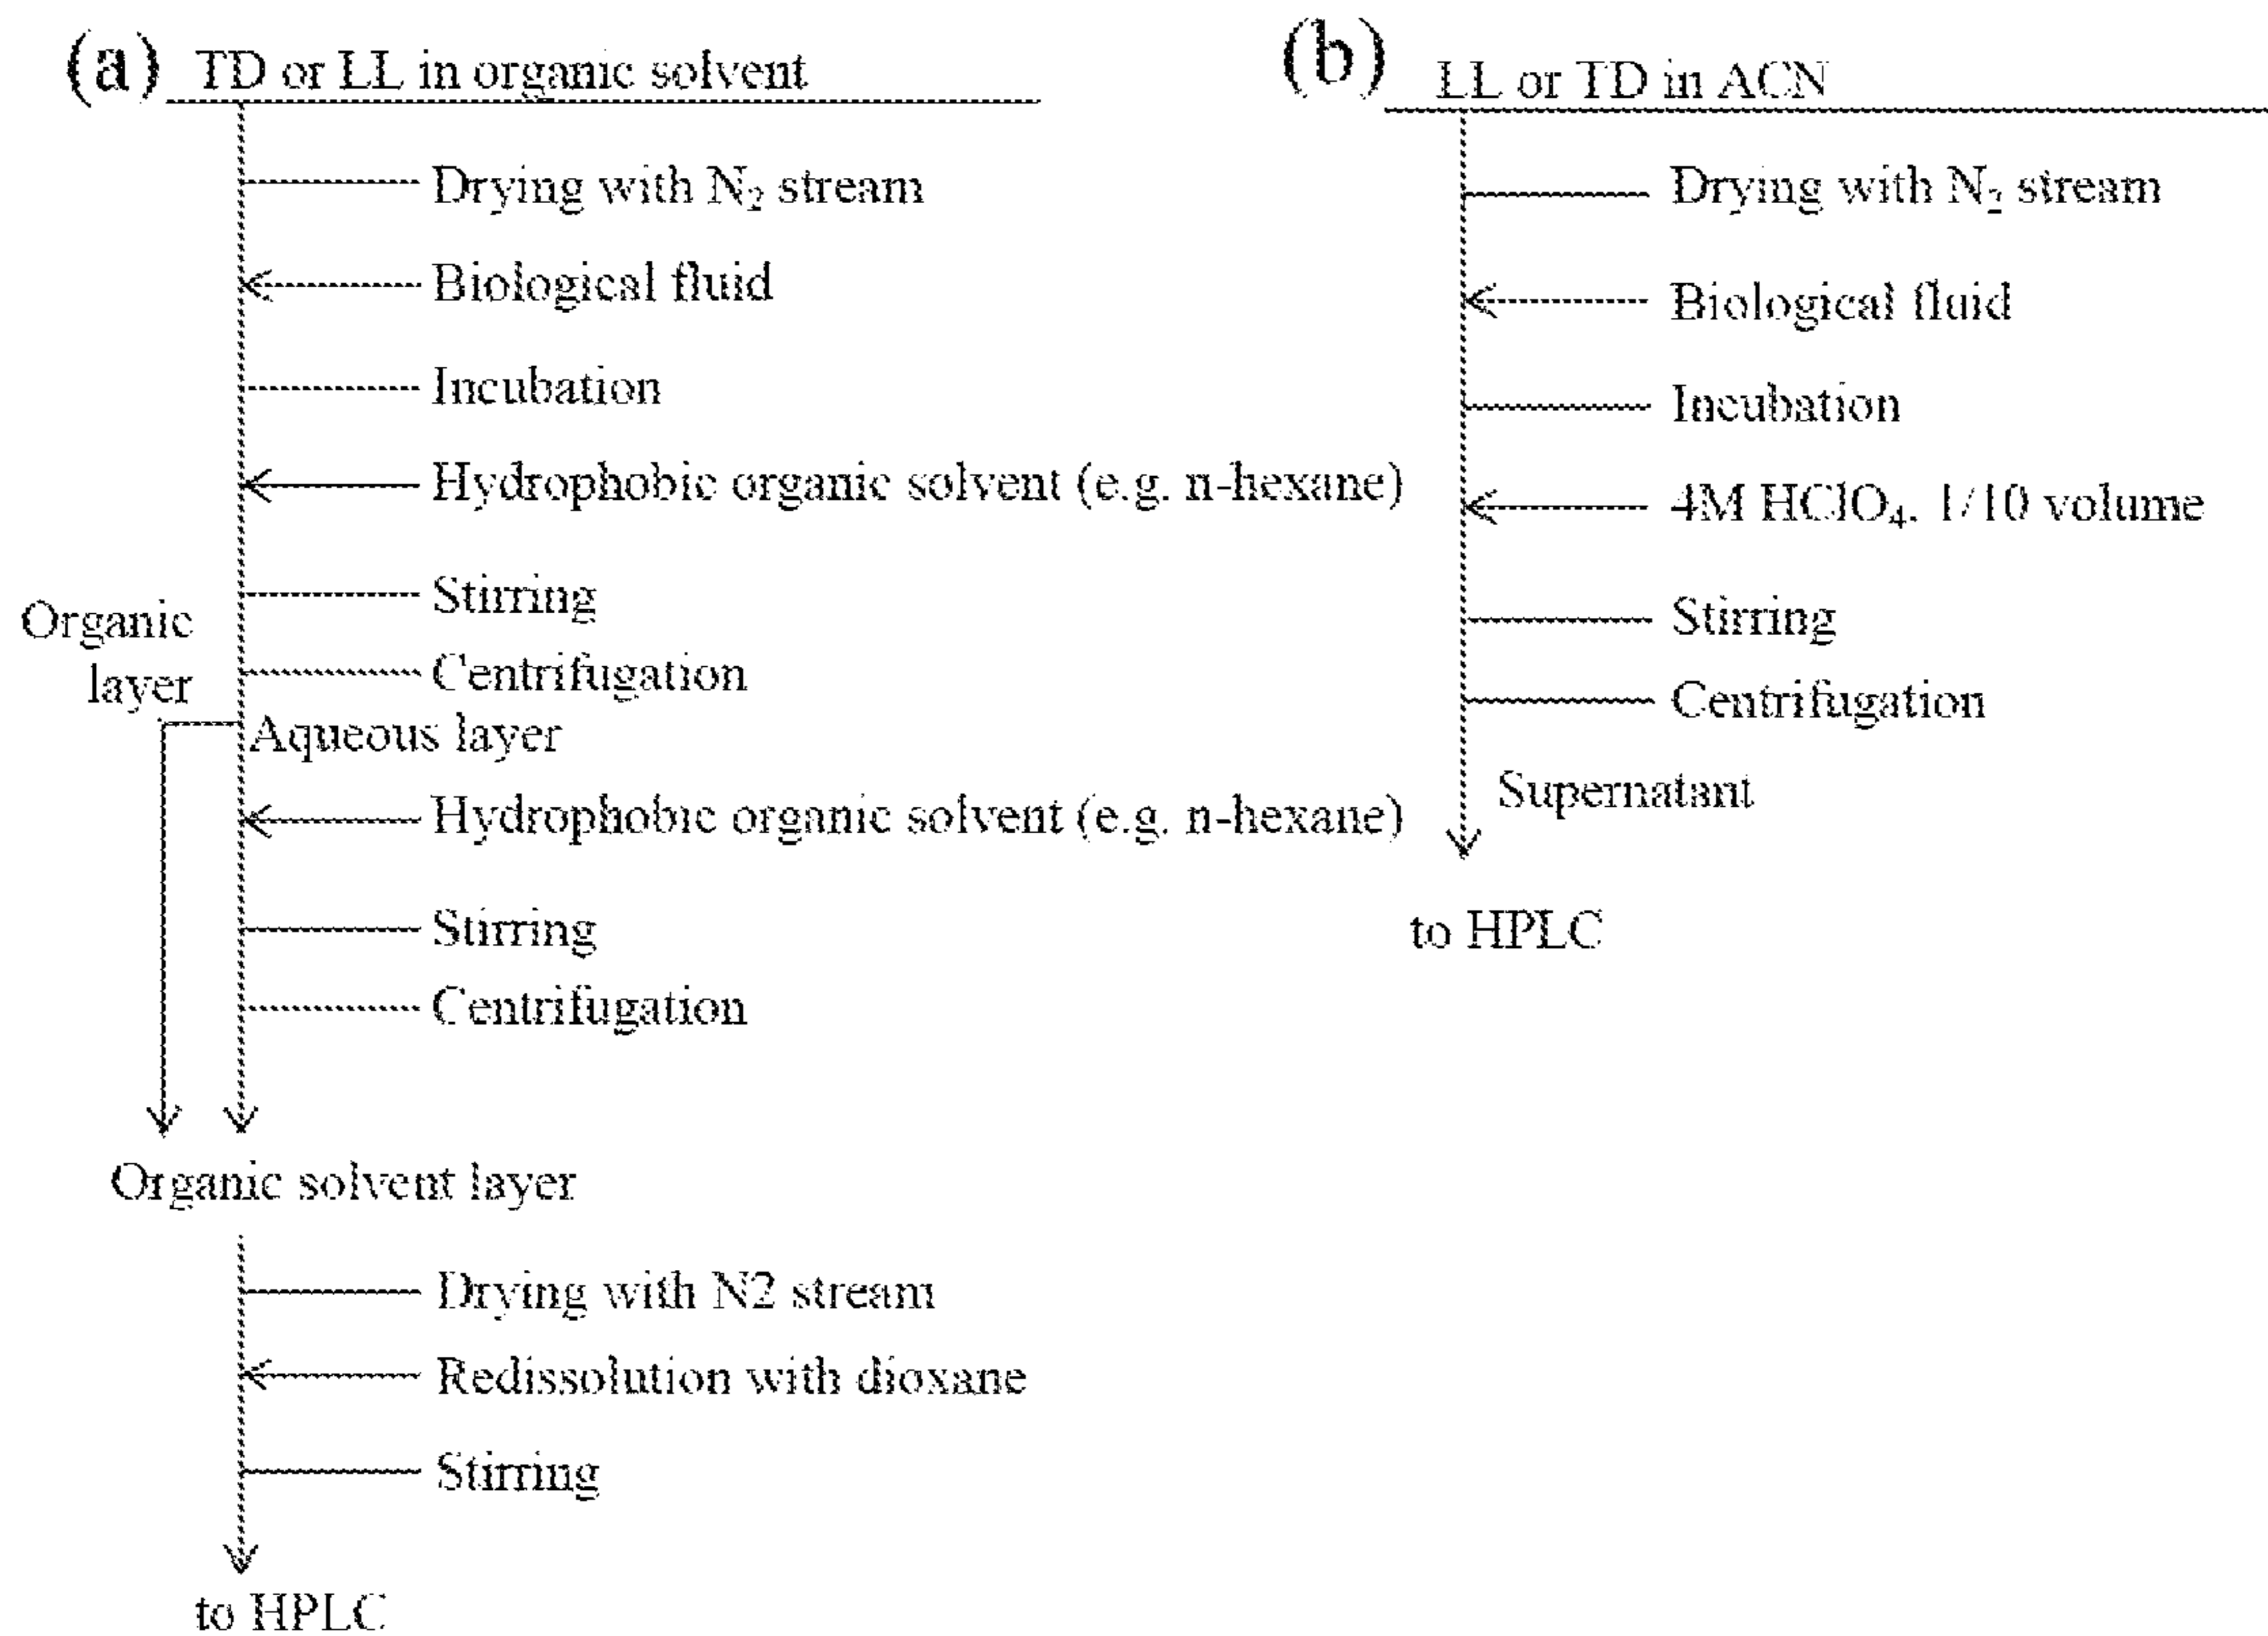 (a) TD or LL in organic solvent
Drying with N₂ stream
Biological fluid
Incubation
Hydrophobic organic solvent (e.g. n-hexane)
Stirring
Centrifugation
Organic
layer
Aqueous layer
Hydrophobic organic solvent (e.g. n-hexane)
Stirring
Centrifugation
Organic solvent layer
Drying with N2 stream
Redissolution with dioxane
Stirring
to HPLC
(b) LL or TD in ACN
Drying with N₂ stream
Biological fluid
Incubation
4M HClO₄, 1/10 volume
Stirring
Centrifugation
Supernatant
to HPLC